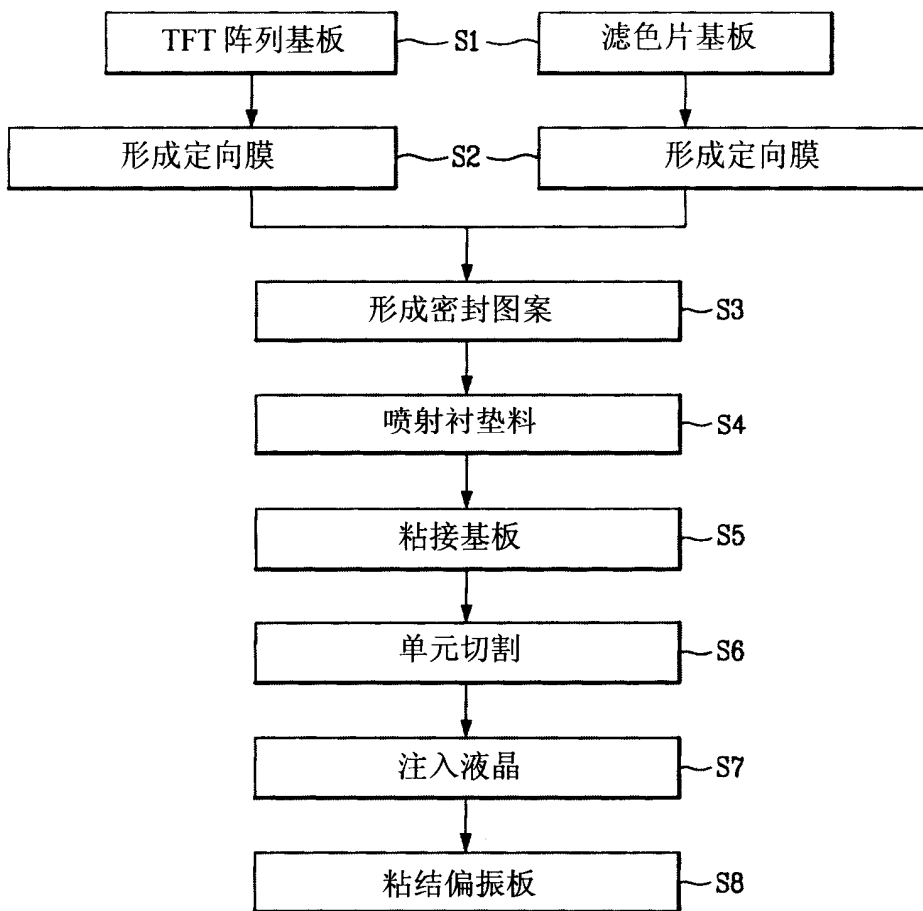 TFT 阵列基板
S1
滤色片基板
形成定向膜
S2
形成定向膜
形成密封图案
S3
喷射衬垫料
S4
粘接基板
S5
单元切割
S6
注入液晶
S7
粘结偏振板
S8